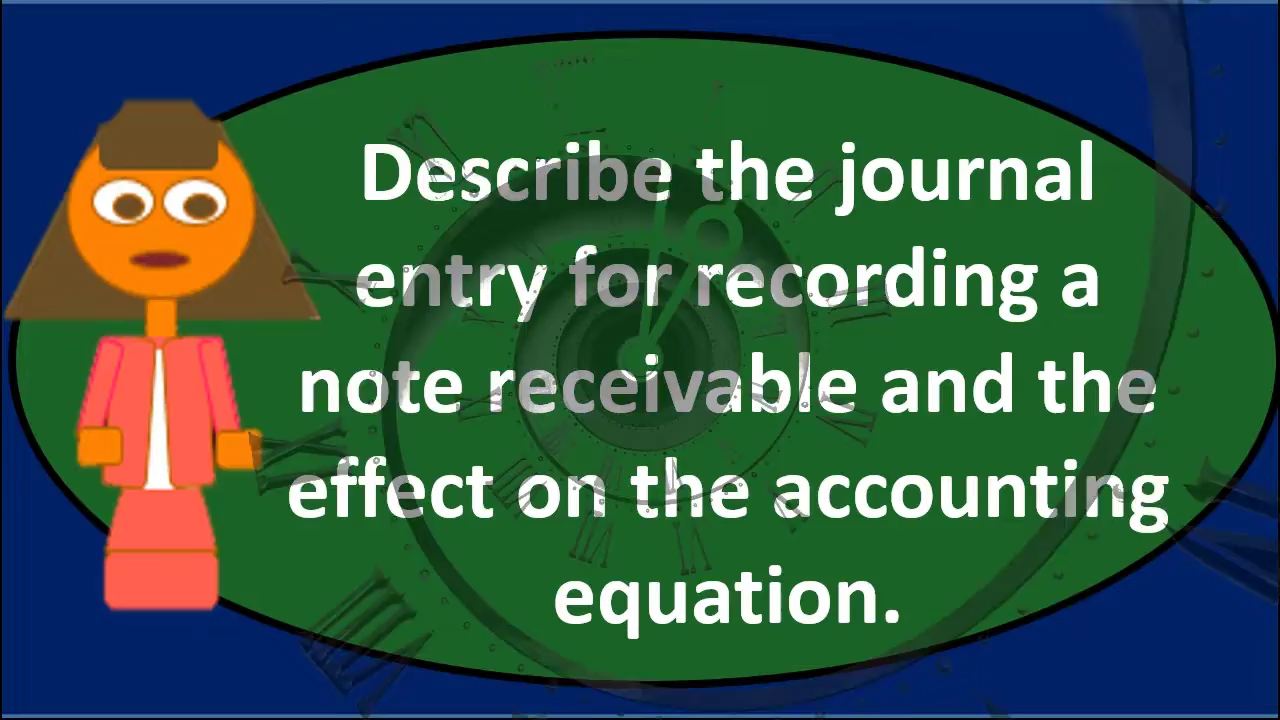 Describe the journal
entry for recording a
note receivable and the
effect on the accounting
equation.